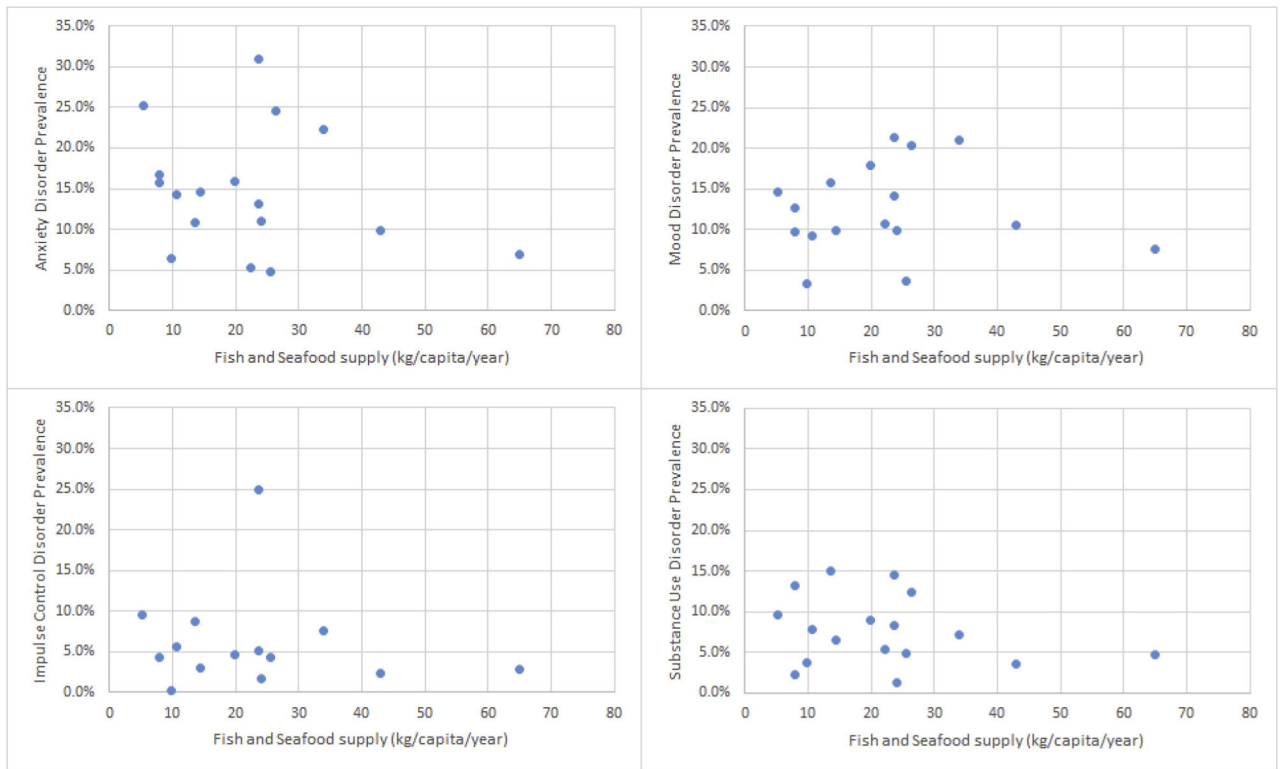 Anxiety Disorder Prevalence
35.0%
30.0%
25.0%
20.0%
15.0%
10.0%
5.0%
0.0%
0 10 20 30 40 50 60 70 80
Fish and Seafood supply (kg/capita/year)
Mood Disorder Prevalence
35.0%
30.0%
25.0%
20.0%
15.0%
10.0%
5.0%
0.0%
0 10 20 30 40 50 60 70 80
Fish and Seafood supply (kg/capita/year)
Impulse Control Disorder Prevalence
35.0%
30.0%
25.0%
20.0%
15.0%
10.0%
5.0%
0.0%
0 10 20 30 40 50 60 70 80
Fish and Seafood supply (kg/capita/year)
Substance Use Disorder Prevalence
35.0%
30.0%
25.0%
20.0%
15.0%
10.0%
5.0%
0.0%
0 10 20 30 40 50 60 70 80
Fish and Seafood supply (kg/capita/year)